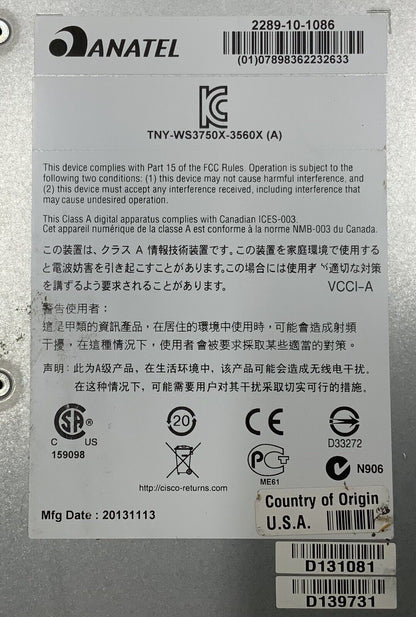 ANATEL
2289-10-1086
(01)07898362232633
TNY-WS3750X-3560X (A)
This device complies with Part 15 of the FCC Rules. Operation is subject to the
following two conditions: (1) this device may not cause harmful interference, and
(2) this device must accept any interference received, including interference that
may cause undesired operation.
This Class A digital apparatus complies with Canadian ICES-003.
Cet appareil numérique de la classe A est conforme à la norme NMB-003 du Canada.
この装置は、クラス A 情報技術装置です。この装置を家庭環境で使用する
と電波妨害を引き起こすことがあります。この場合には使用者 適切な対策
を講ずるよう要求されることがあります。 VCCI-A
警告使用者：
這是甲類的資訊產品，在居住的環境中使用時，可能會造成射頻
干擾，在這種情況下，使用者會被要求採取某些適當的對策。
声明：此为A级产品，在生活环境中，该产品可能会造成无线电干扰。
在这种情况下，可能需要用户对其干扰采取切实可行的措施。
SA
C US
159098
20
CE
D33272
ME61
N906
http://cisco-returns.com
Mfg Date : 20131113
Country of Origin
U.S.A.
D131081
D139731